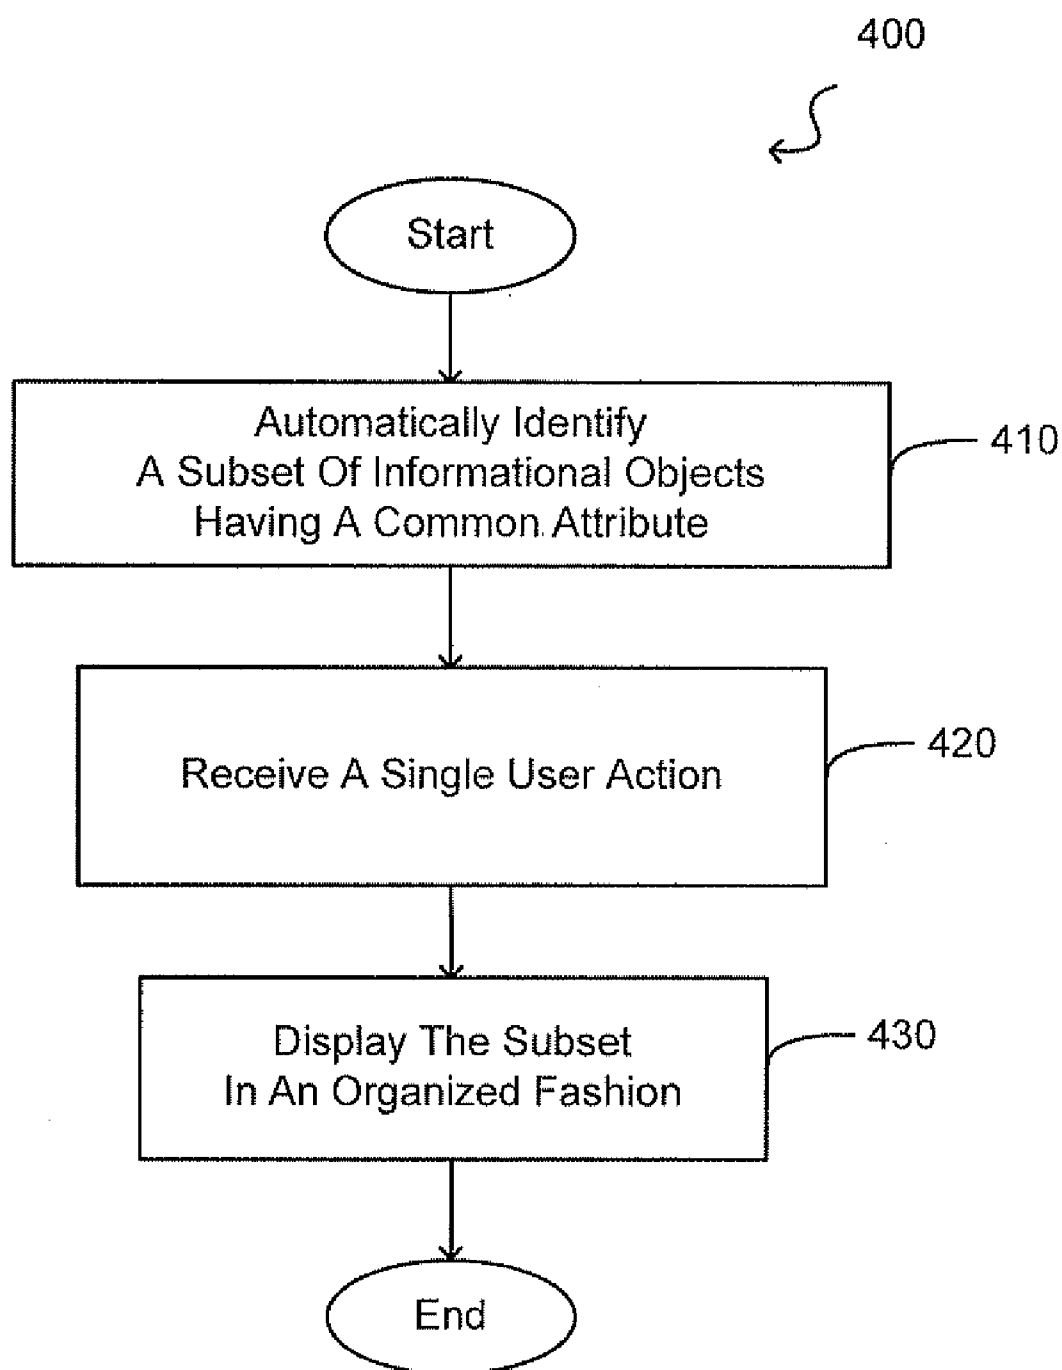 400
Start
Automatically Identify
A Subset Of Informational Objects
Having A Common Attribute
410
Receive A Single User Action
420
Display The Subset
In An Organized Fashion
430
End